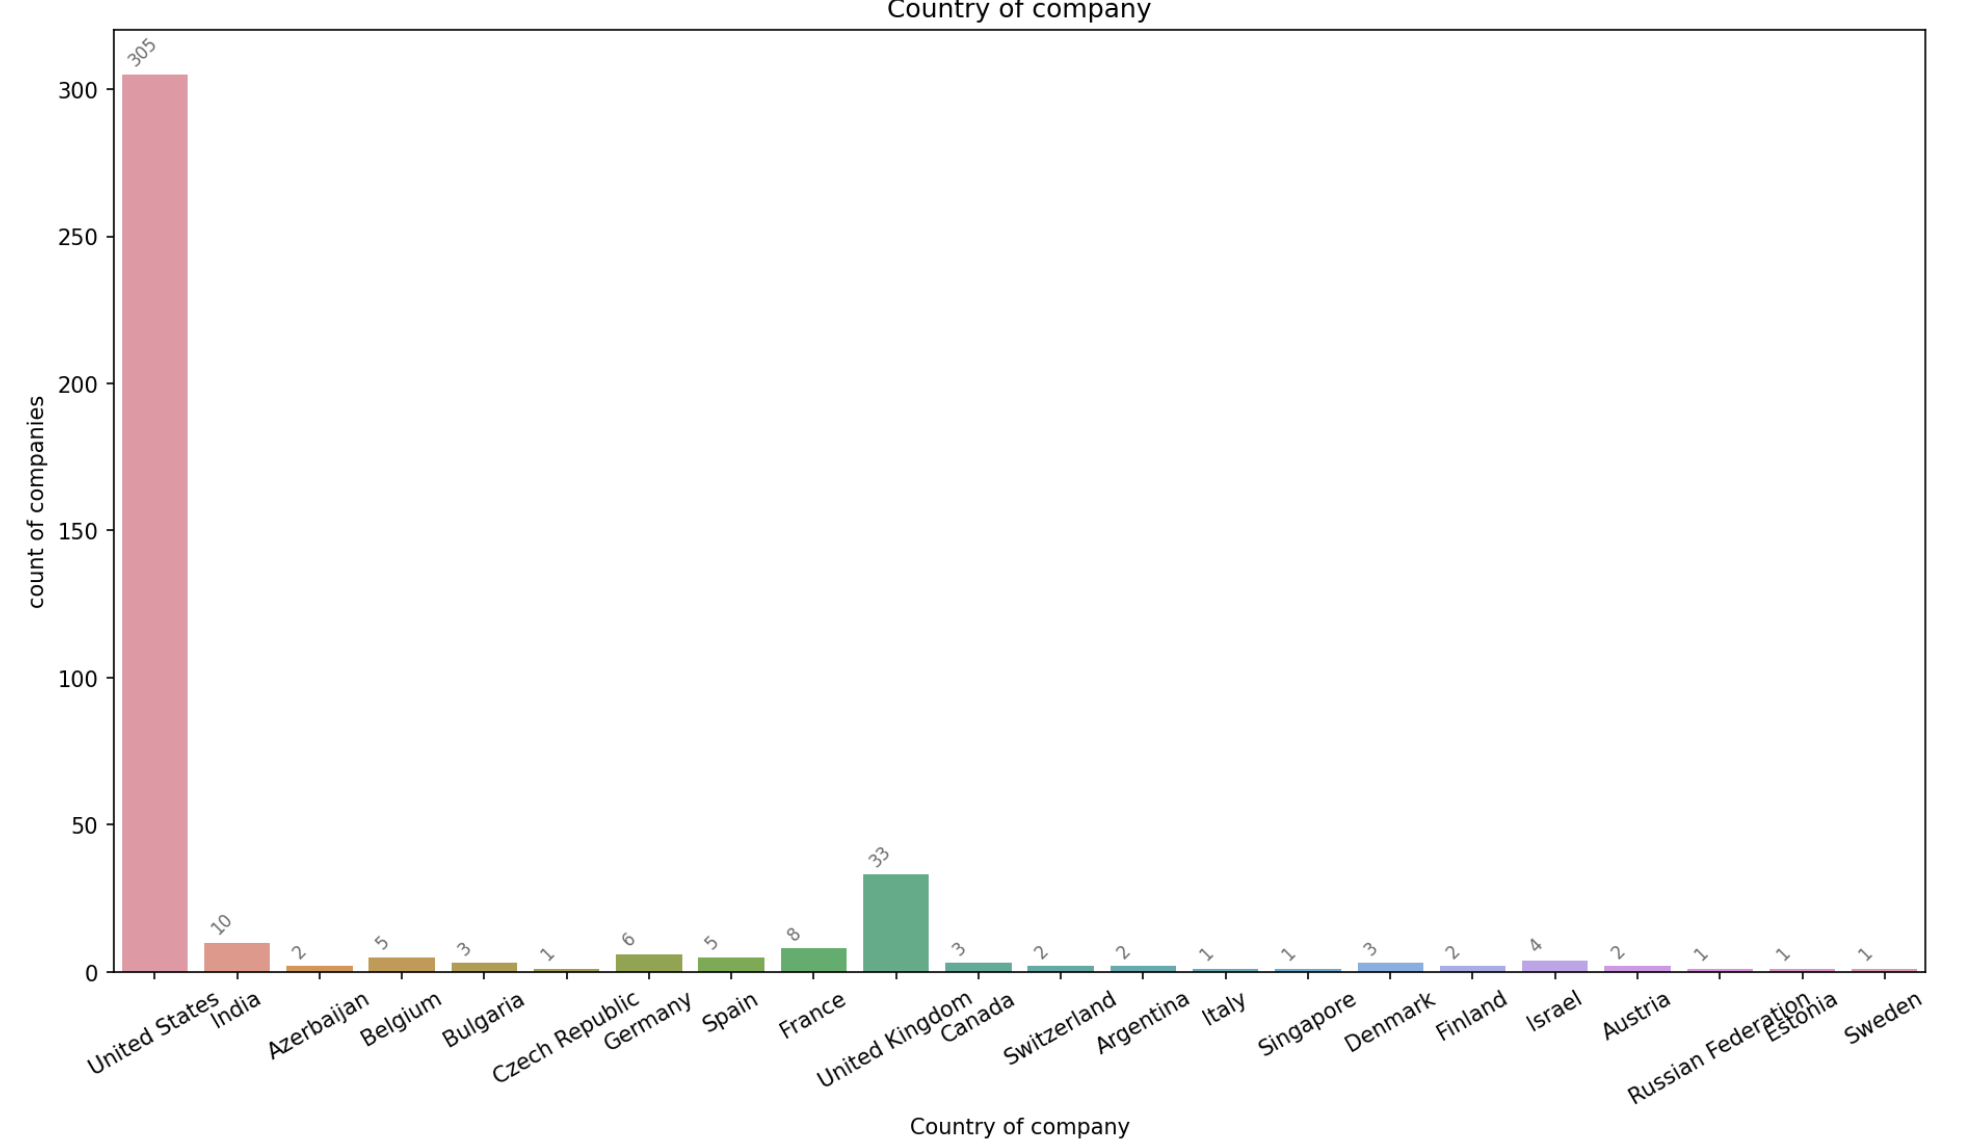 Country of company
count of companies
300
250
200
150
100
50
0
305
10
2
5
3
1
6
5
8
33
3
2
2
1
1
3
2
4
2
1
1
1
United States
India
Azerbaijan
Belgium
Bulgaria
Czech Republic
Germany
Spain
France
United Kingdom
Canada
Switzerland
Argentina
Italy
Singapore
Denmark
Finland
Israel
Austria
Russian Federation
Estonia
Sweden
Country of company